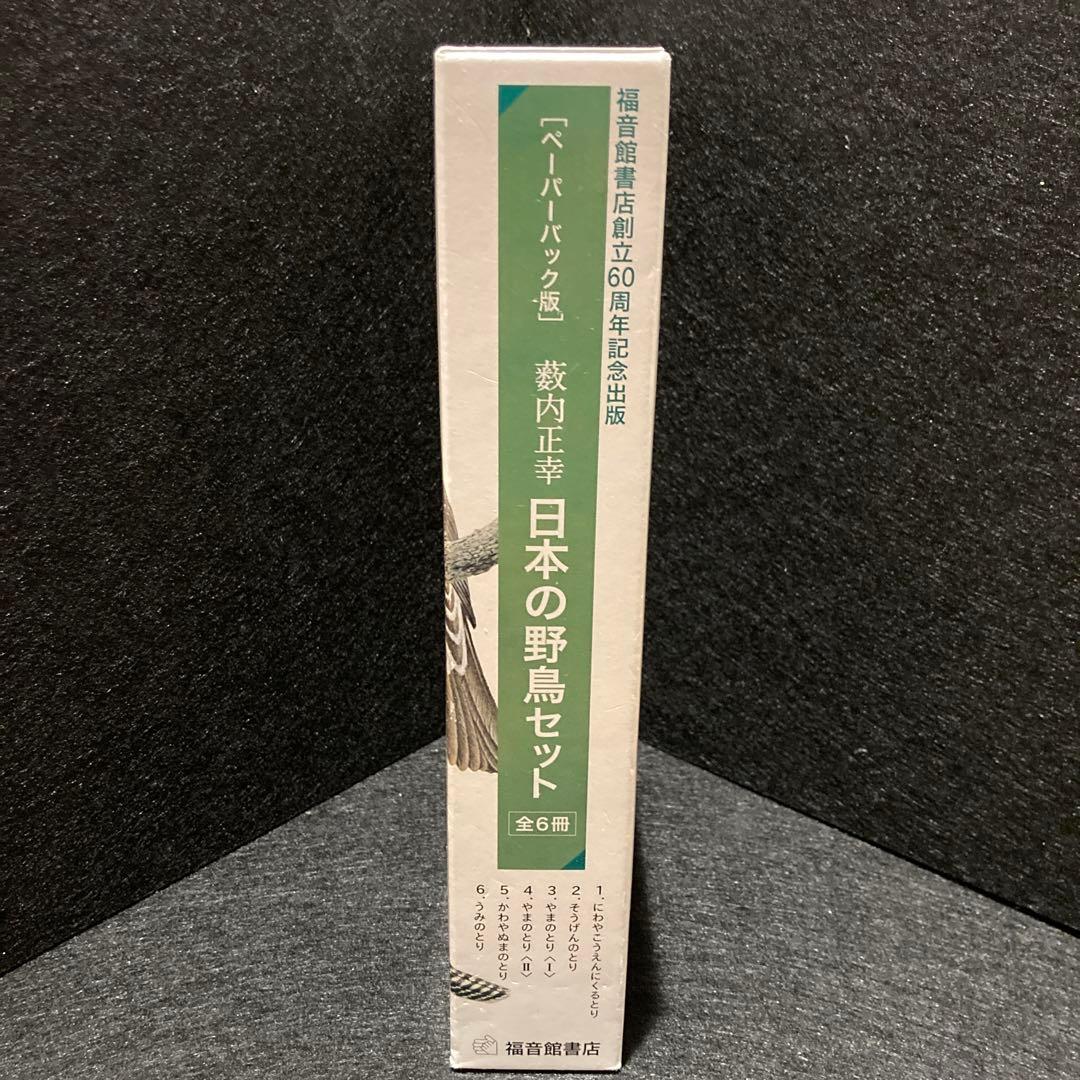 福音館書店創立60周年記念出版
[ペーパーバック版]
薮内正幸
日本の野鳥セット
全6冊
1.にわやこうえんにくるとり
2.そうげんのとり
3.やまのとり〈Ⅰ〉
4.やまのとり〈Ⅱ〉
5.かわやぬまのとり
6.うみのとり
福音館書店